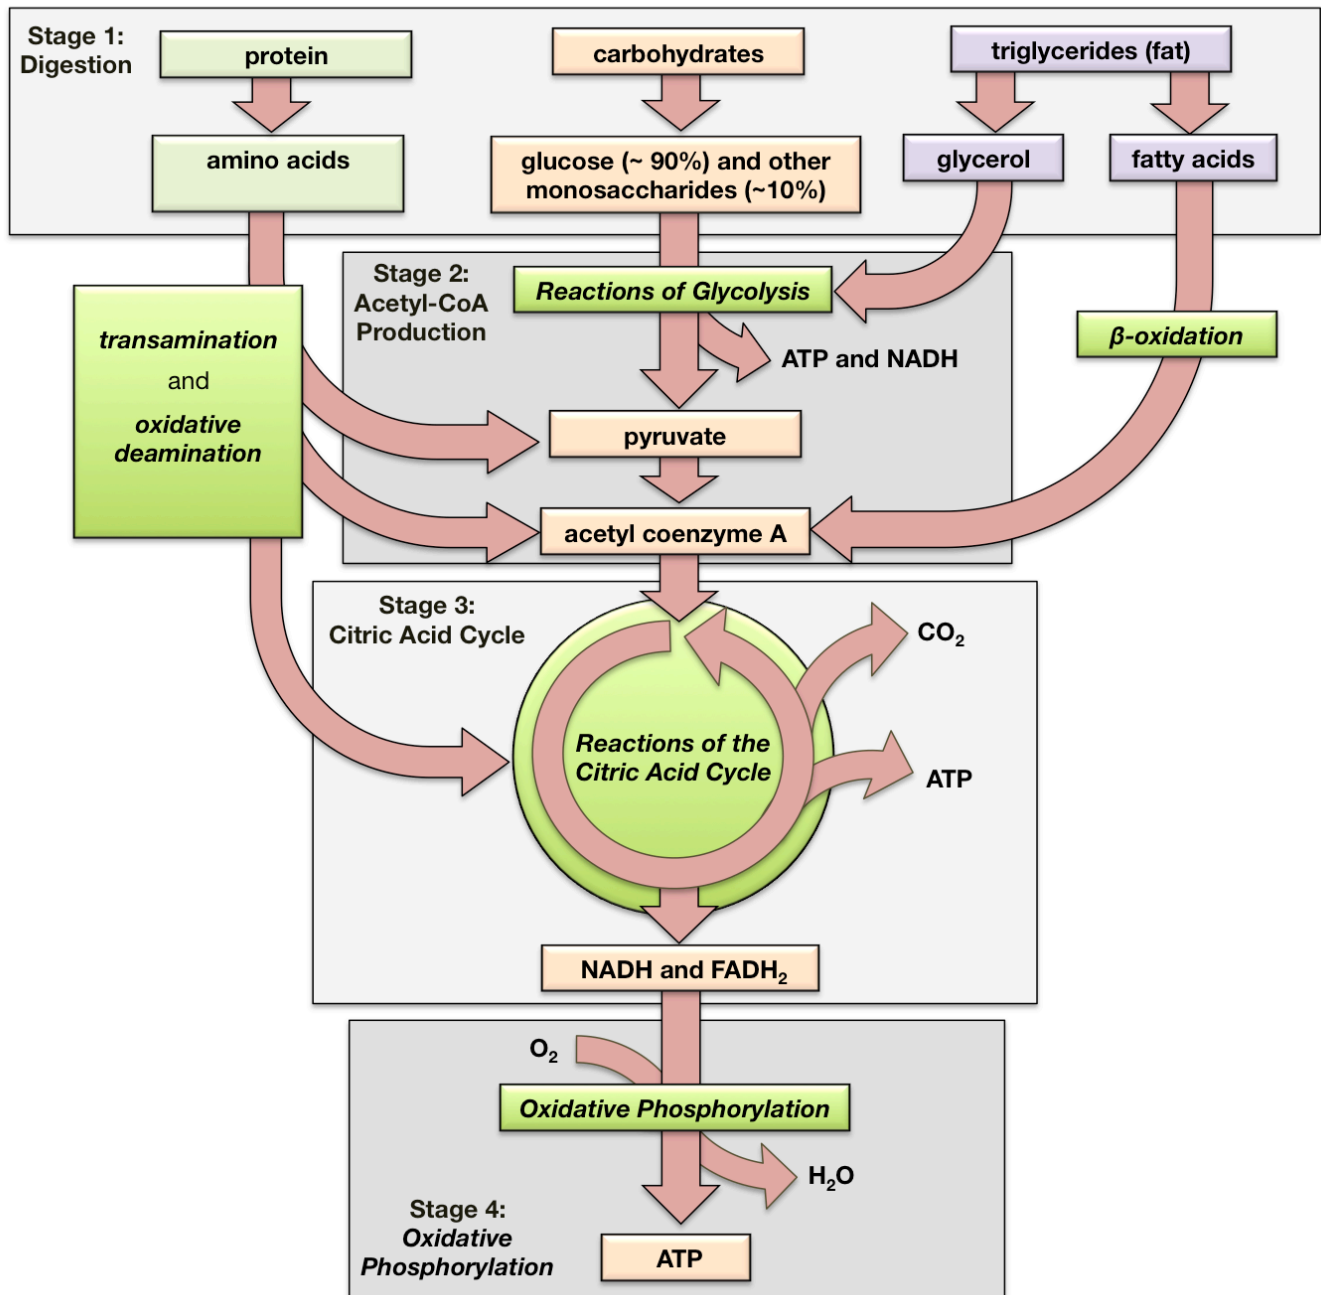 Stage 1:
Digestion
protein
carbohydrates
triglycerides (fat)
amino acids
glucose (~ 90%) and other
monosaccharides (~10%)
glycerol
fatty acids
Stage 2:
Acetyl-CoA
Production
Reactions of Glycolysis
transamination
and
oxidative
deamination
β-oxidation
ATP and NADH
pyruvate
acetyl coenzyme A
Stage 3:
Citric Acid Cycle
CO₂
Reactions of the
Citric Acid Cycle
ATP
NADH and FADH₂
O₂
Oxidative Phosphorylation
H₂O
Stage 4:
Oxidative
Phosphorylation
ATP